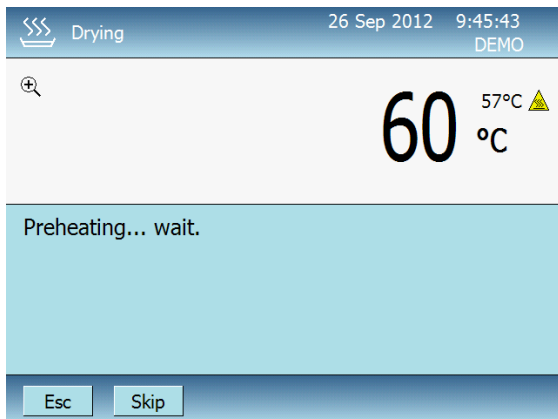 Drying
26 Sep 2012 9:45:43
DEMO
57°C
60 °C
Preheating... wait.
Esc Skip